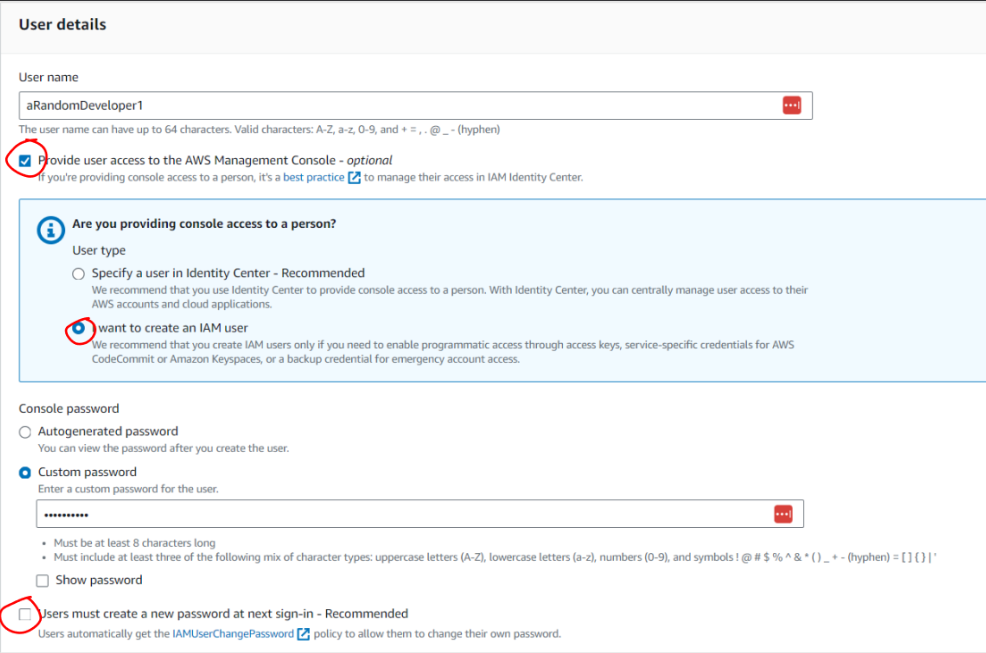 User details
User name
aRandomDeveloper1
The user name can have up to 64 characters. Valid characters: A-Z, a-z, 0-9, and + = , . @ _ - (hyphen)
Provide user access to the AWS Management Console - optional
If you're providing console access to a person, it's a best practice to manage their access in IAM Identity Center.
Are you providing console access to a person?
User type
Specify a user in Identity Center - Recommended
We recommend that you use Identity Center to provide console access to a person. With Identity Center, you can centrally manage user access to their
AWS accounts and cloud applications.
I want to create an IAM user
We recommend that you create IAM users only if you need to enable programmatic access through access keys, service-specific credentials for AWS
CodeCommit or Amazon Keyspaces, or a backup credential for emergency account access.
Console password
Autogenerated password
You can view the password after you create the user.
Custom password
Enter a custom password for the user.
••••••••••
• Must be at least 8 characters long
• Must include at least three of the following mix of character types: uppercase letters (A-Z), lowercase letters (a-z), numbers (0-9), and symbols ! @ # $ % ^ & * ( ) _ + - (hyphen) = [ ] { } | '
Show password
Users must create a new password at next sign-in - Recommended
Users automatically get the IAMUserChangePassword policy to allow them to change their own password.